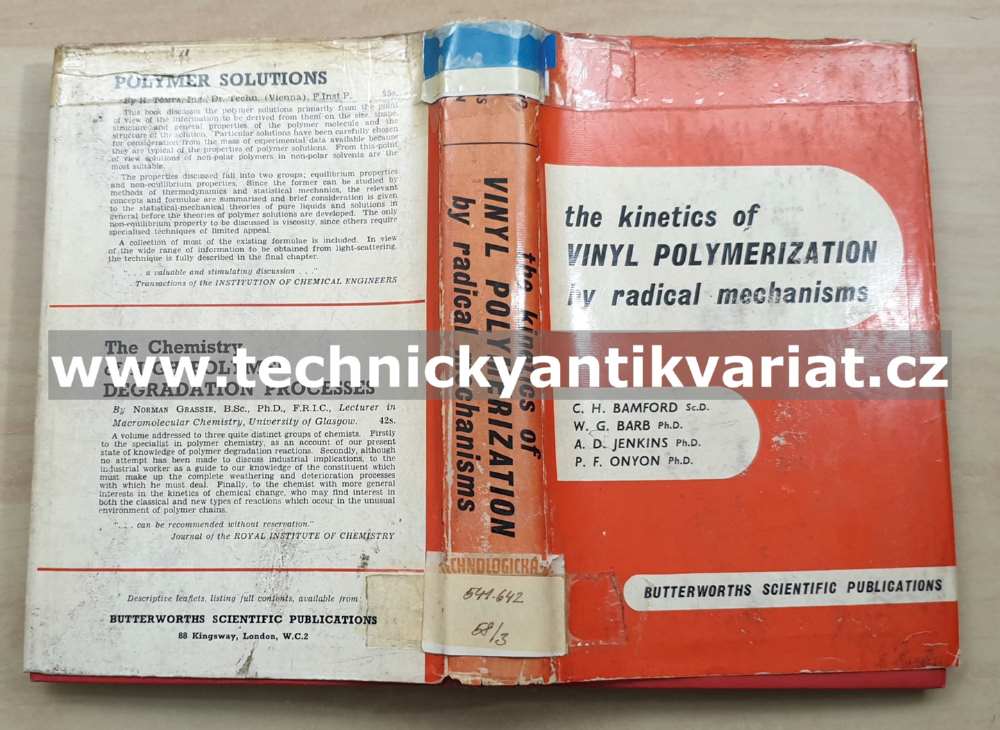 POLYMER SOLUTIONS
By H. TOMPA, Ing., Dr. Techn. (Vienna), F.Inst.P. 45s.
This book discusses the polymer solutions primarily from the point
of view of the information to be derived from them on the size, shape,
structure and general properties of the polymer molecule and the
structure of the solution. Particular solutions have been carefully chosen
for consideration from the mass of experimental data available because
they are typical of the properties of polymer solutions. From this point
of view solutions of non-polar polymers in non-polar solvents are the
most suitable.
The properties discussed fall into two groups; equilibrium properties
and non-equilibrium properties. Since the former can be studied by
methods of thermodynamics and statistical mechanics, the relevant
concepts and formulae are summarised and brief consideration is given
to the statistical-mechanical theories of pure liquids and solutions in
general before the theories of polymer solutions are developed. The only
non-equilibrium property to be discussed is viscosity, since others require
specialised techniques of limited appeal.
A collection of most of the existing formulae is included. In view
of the wide range of information to be obtained from light-scattering,
the technique is fully described in the final chapter.
"... a valuable and stimulating discussion ..."
Transactions of the INSTITUTION OF CHEMICAL ENGINEERS
The Chemistry
DEGRADATION PROCESSES
By NORMAN GRASSIE, B.Sc., Ph.D., F.R.I.C., Lecturer in
Macromolecular Chemistry, University of Glasgow. 42s.
A volume addressed to three quite distinct groups of chemists. Firstly
to the specialist in polymer chemistry, as an account of our present
state of knowledge of polymer degradation reactions. Secondly, although
no attempt has been made to discuss industrial implications, to the
industrial worker as a guide to our knowledge of the constituent which
must make up the complete weathering and deterioration processes
with which he must deal. Finally, to the chemist with more general
interests in the kinetics of chemical change, who may find interest in
both the classical and new types of reactions which occur in the unusual
environment of polymer chains.
"... can be recommended without reservation."
Journal of the ROYAL INSTITUTE OF CHEMISTRY
Descriptive leaflets, listing full contents, available from:
BUTTERWORTHS SCIENTIFIC PUBLICATIONS
88 Kingsway, London, W.C.2
the kinetics of
VINYL POLYMERIZATION
by radical mechanisms
CHNOLOGICKÁ
541.642
58/3
the kinetics of
VINYL POLYMERIZATION
by radical mechanisms
C. H. BAMFORD Sc.D.
W. G. BARB Ph.D.
A. D. JENKINS Ph.D.
P. F. ONYON Ph.D.
BUTTERWORTHS SCIENTIFIC PUBLICATIONS
www.technickyantikvariat.cz